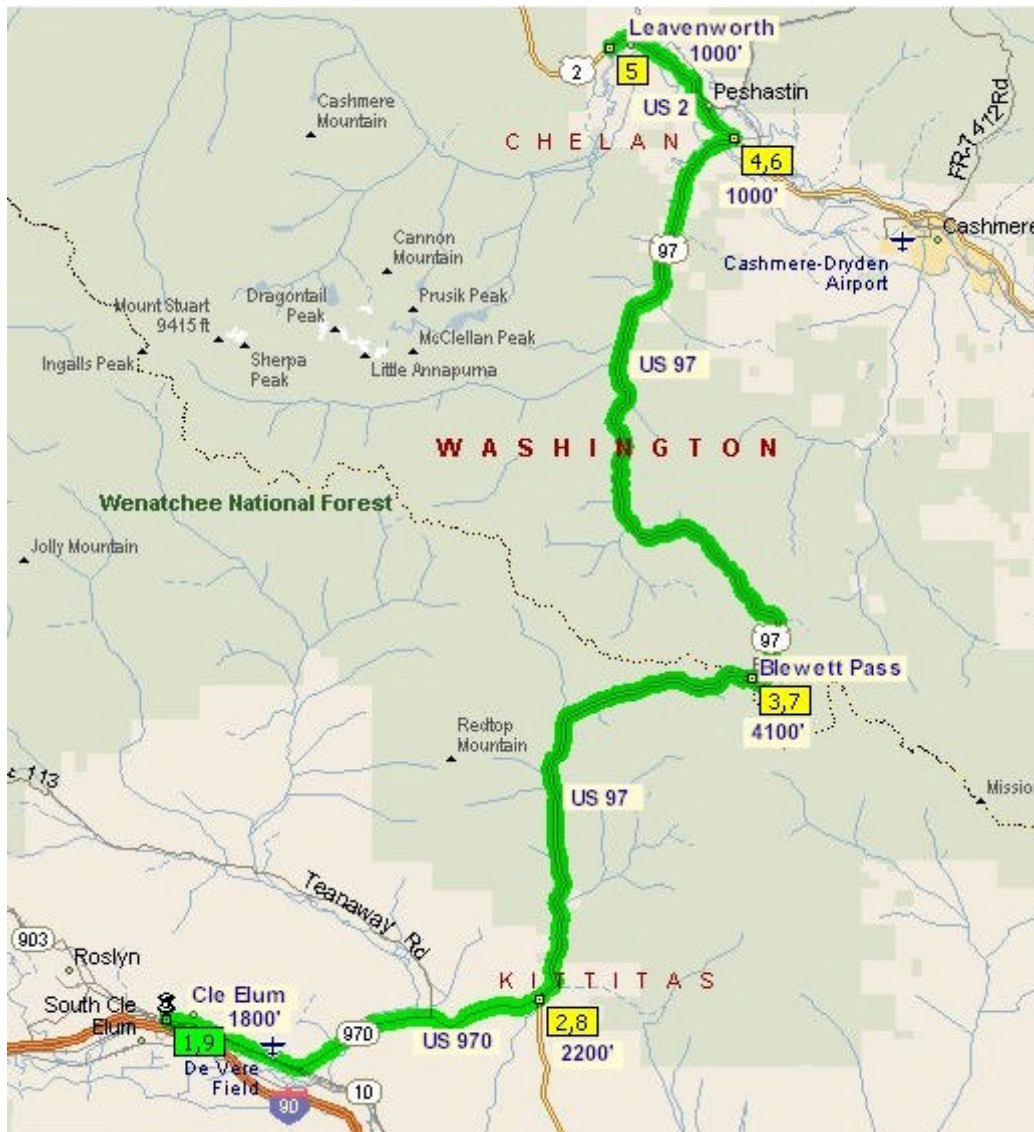 Leavenworth
1000'
2
5
Cashmere
Mountain
US 2
Peshastin
FR-7412Rd
CHELAN
4,6
1000'
Cashmere
97
Cannon
Mountain
Cashmere-Dryden
Airport
Dragontail
Peak
Prusik Peak
Mount Stuart
9415 ft
McClellan Peak
Ingalls Peak
Sherpa
Peak
Little Annapurna
US 97
WASHINGTON
Wenatchee National Forest
Jolly Mountain
97
Blewett Pass
3,7
4100'
Redtop
Mountain
113
US 97
Mission
Teanaway Rd
903
Roslyn
KITTITAS
South Cle
Elum
Cle Elum
1800'
1,9
970
US 970
2,8
2200'
De Vere
Field
10
90